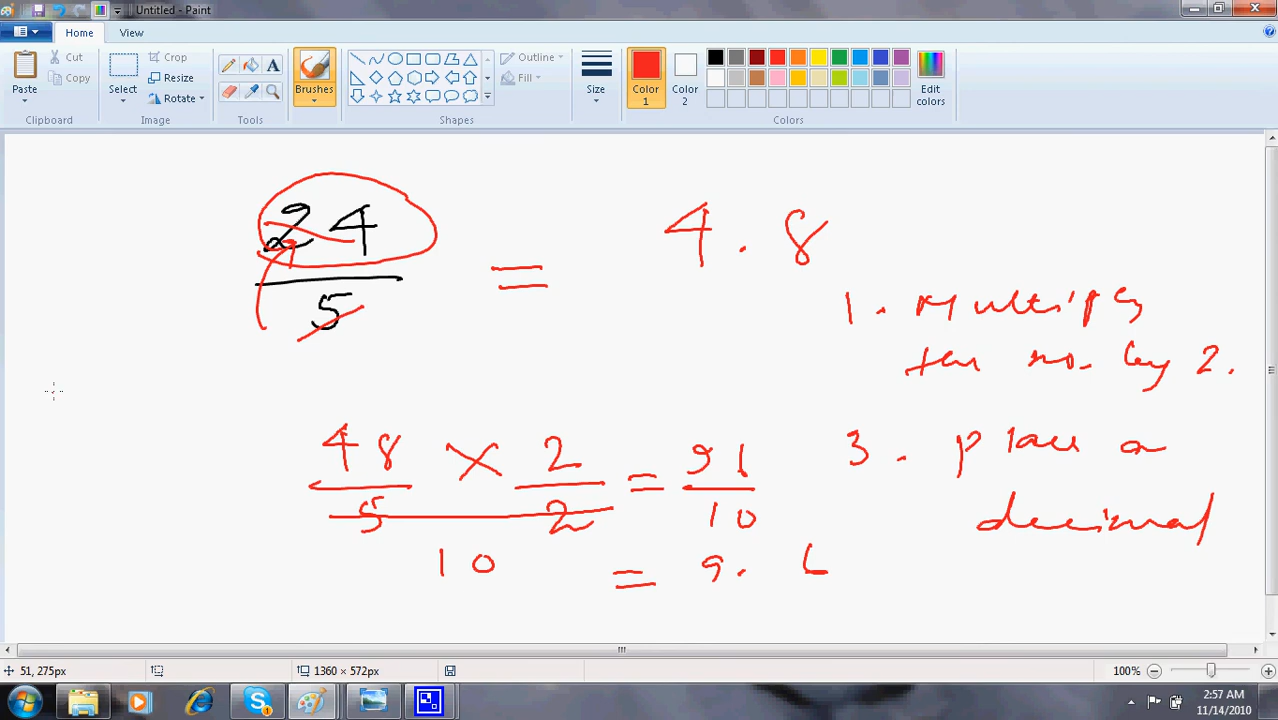 Untitled - Paint
Home View
Paste
Cut
Copy
Clipboard
Select
Crop
Resize
Rotate
Image
Tools
Brushes
Shapes
Outline
Fill
Size
Color 1
Color 2
Edit colors
Colors
24/5 = 4.8
1. Multiply
the no. by 2.
3. place a
decimal
48/5 × 2/2 = 96/10
10 = 9.6
51, 275px
1360 × 572px
100%
2:57 AM
11/14/2010